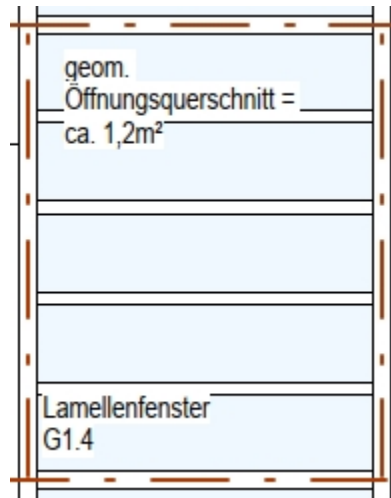 geom.
Öffnungsquerschnitt =
ca. 1,2m²
Lamellenfenster
G1.4